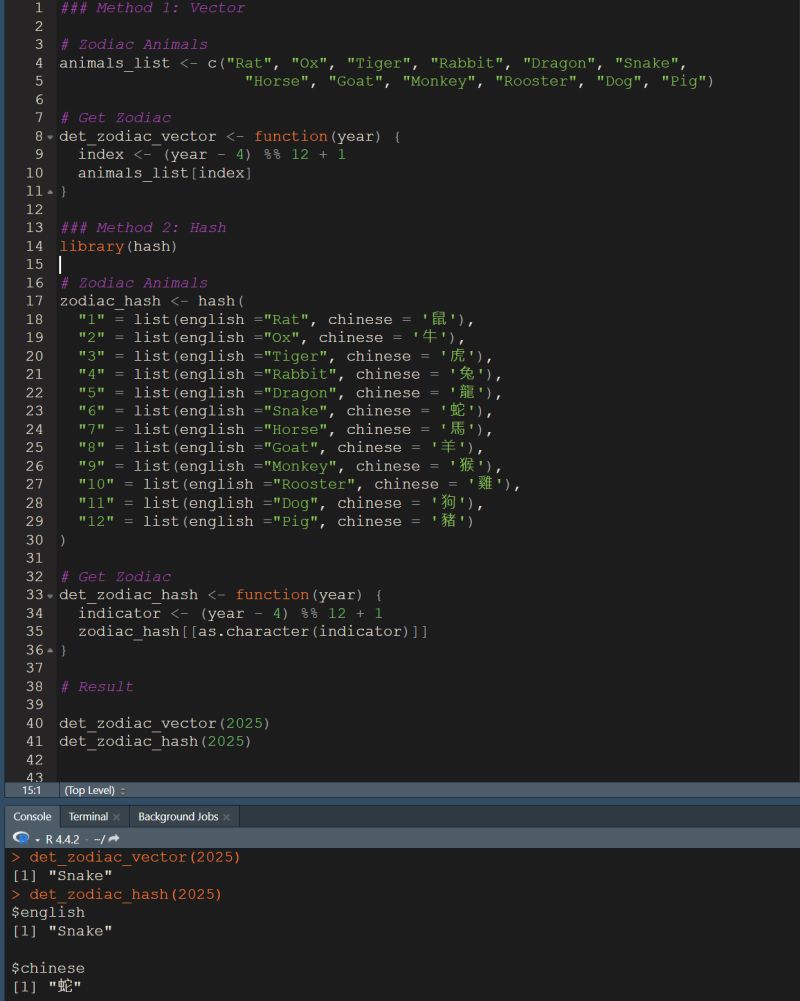 1 ### Method 1: Vector
2
3 # Zodiac Animals
4 animals_list <- c("Rat", "Ox", "Tiger", "Rabbit", "Dragon", "Snake",
5                     "Horse", "Goat", "Monkey", "Rooster", "Dog", "Pig")
6
7 # Get Zodiac
8 det_zodiac_vector <- function(year) {
9   index <- (year - 4) %% 12 + 1
10   animals_list[index]
11 }
12
13 ### Method 2: Hash
14 library(hash)
15
16 # Zodiac Animals
17 zodiac_hash <- hash(
18   "1" = list(english ="Rat", chinese = '鼠'),
19   "2" = list(english ="Ox", chinese = '牛'),
20   "3" = list(english ="Tiger", chinese = '虎'),
21   "4" = list(english ="Rabbit", chinese = '兔'),
22   "5" = list(english ="Dragon", chinese = '龍'),
23   "6" = list(english ="Snake", chinese = '蛇'),
24   "7" = list(english ="Horse", chinese = '馬'),
25   "8" = list(english ="Goat", chinese = '羊'),
26   "9" = list(english ="Monkey", chinese = '猴'),
27   "10" = list(english ="Rooster", chinese = '雞'),
28   "11" = list(english ="Dog", chinese = '狗'),
29   "12" = list(english ="Pig", chinese = '豬')
30 )
31
32 # Get Zodiac
33 det_zodiac_hash <- function(year) {
34   indicator <- (year - 4) %% 12 + 1
35   zodiac_hash[[as.character(indicator)]]
36 }
37
38 # Result
39
40 det_zodiac_vector(2025)
41 det_zodiac_hash(2025)
42
43
15:1 (Top Level)
Console Terminal Background Jobs
R 4.4.2 · ~/
> det_zodiac_vector(2025)
[1] "Snake"
> det_zodiac_hash(2025)
$english
[1] "Snake"

$chinese
[1] "蛇"